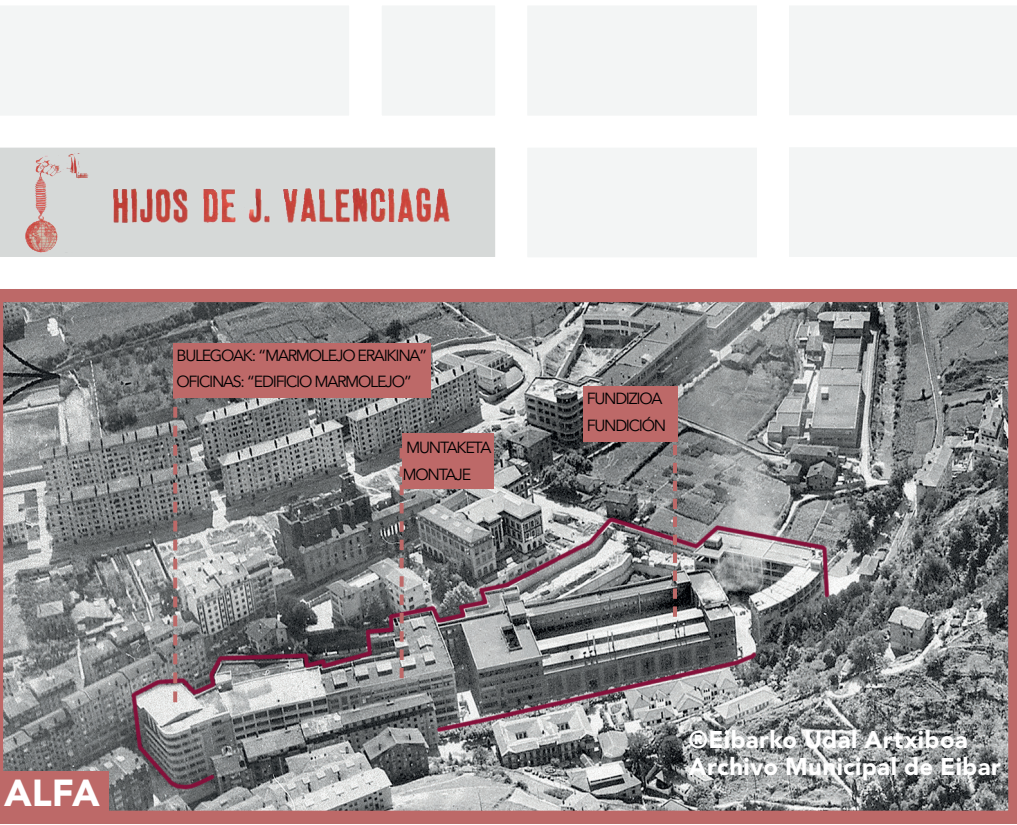 HIJOS DE J. VALENCIAGA
BULEGOAK: “MARMOLEJO ERAIKINA”
OFICINAS: “EDIFICIO MARMOLEJO”
FUNDIZIOA
FUNDICIÓN
MUNTAKETA
MONTAJE
©Eibarko Udal Artxiboa
Archivo Municipal de Eibar
ALFA